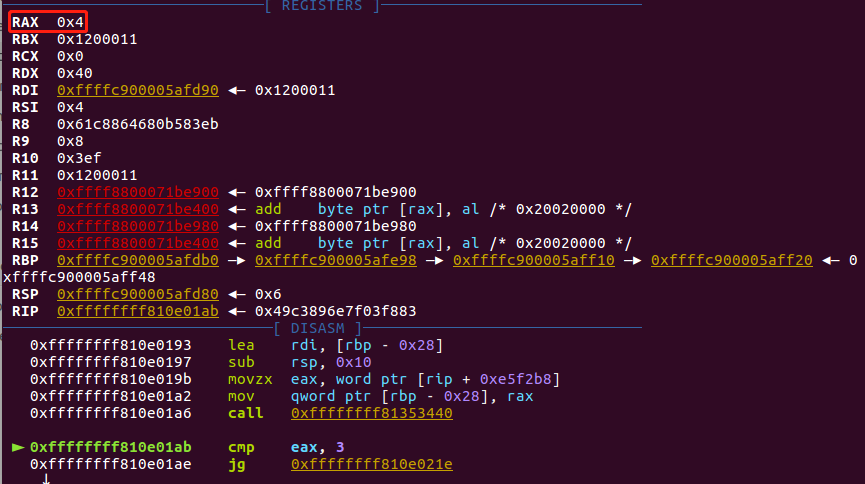 [ REGISTERS ]
RAX 0x4
RBX 0x1200011
RCX 0x0
RDX 0x40
RDI 0xffffc900005afd90 ◂— 0x1200011
RSI 0x4
R8 0x61c8864680b583eb
R9 0x8
R10 0x3ef
R11 0x1200011
R12 0xffff8800071be900 ◂— 0xffff8800071be900
R13 0xffff8800071be400 ◂— add byte ptr [rax], al /* 0x20020000 */
R14 0xffff8800071be980 ◂— 0xffff8800071be980
R15 0xffff8800071be400 ◂— add byte ptr [rax], al /* 0x20020000 */
RBP 0xffffc900005afdb0 —▸ 0xffffc900005afe98 —▸ 0xffffc900005aff10 —▸ 0xffffc900005aff20 ◂— 0
xffffc900005aff48
RSP 0xffffc900005afd80 ◂— 0x6
RIP 0xffffffff810e01ab ◂— 0x49c3896e7f03f883
[ DISASM ]
0xffffffff810e0193 lea rdi, [rbp - 0x28]
0xffffffff810e0197 sub rsp, 0x10
0xffffffff810e019b movzx eax, word ptr [rip + 0xe5f2b8]
0xffffffff810e01a2 mov qword ptr [rbp - 0x28], rax
0xffffffff810e01a6 call 0xffffffff81353440
► 0xffffffff810e01ab cmp eax, 3
0xffffffff810e01ae jg 0xffffffff810e021e
↓